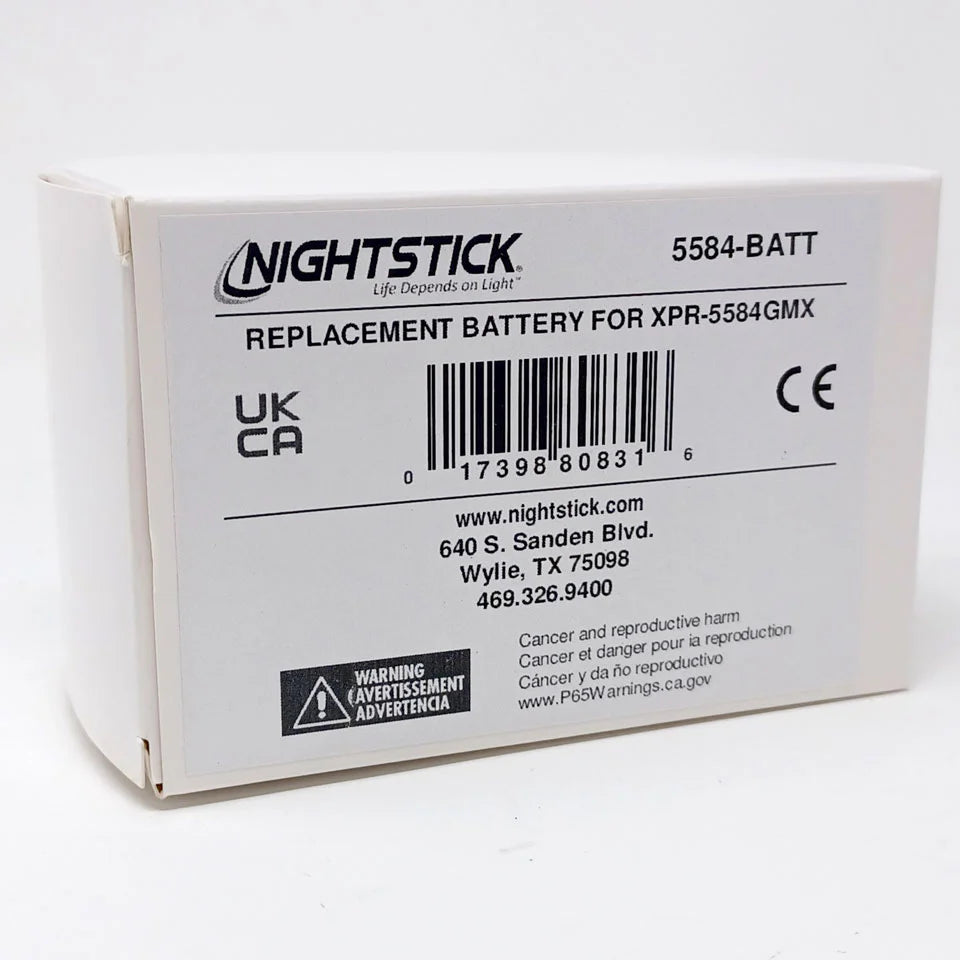 NIGHTSTICK®
Life Depends on Light™
5584-BATT
REPLACEMENT BATTERY FOR XPR-5584GMX
UK
CA
CE
0 17398 80831 6
www.nightstick.com
640 S. Sanden Blvd.
Wylie, TX 75098
469.326.9400
WARNING
(AVERTISSEMENT
ADVERTENCIA
Cancer and reproductive harm
Cancer et danger pour ia reproduction
Cáncer y da ño reproductivo
www.P65Warnings.ca.gov